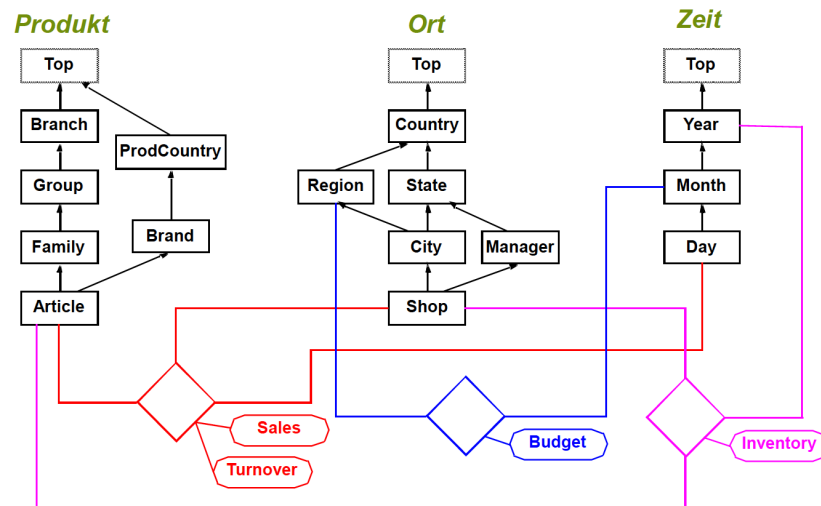 Produkt
Ort
Zeit
Top
Top
Top
Branch
Country
Year
ProdCountry
Group
Region
State
Month
Brand
Family
City
Manager
Day
Article
Shop
Sales
Budget
Inventory
Turnover